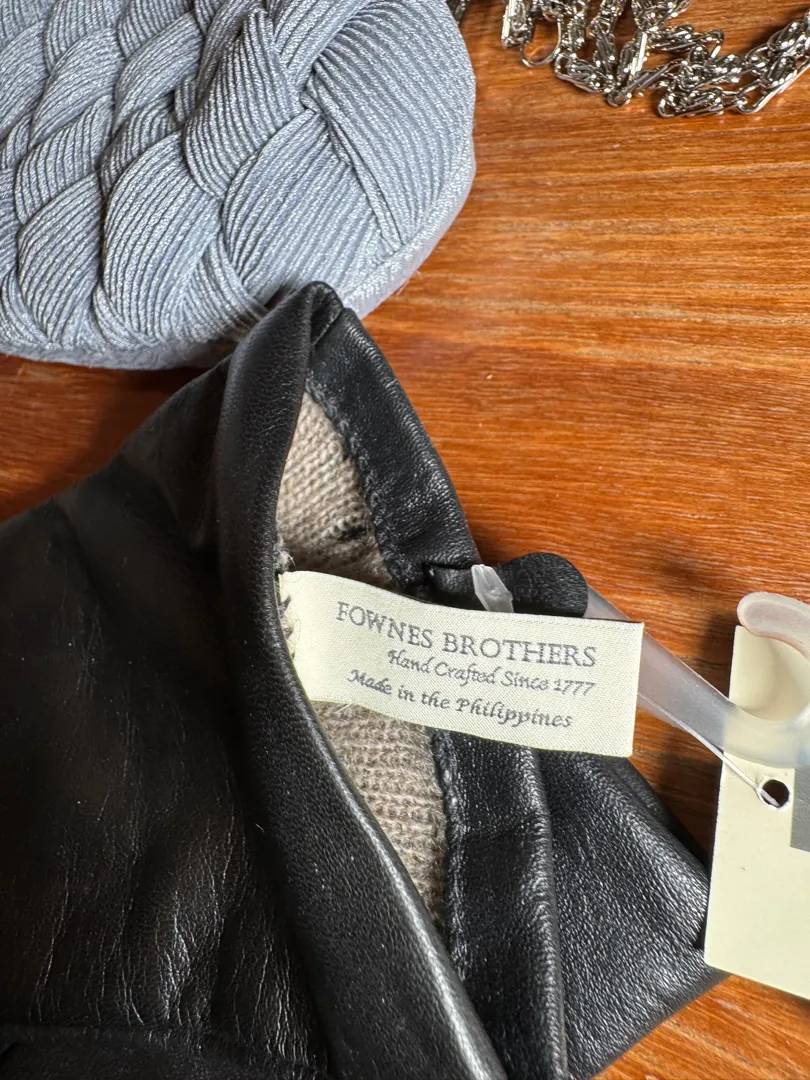 FOWNES BROTHERS
Hand Crafted Since 1777
Made in the Philippines